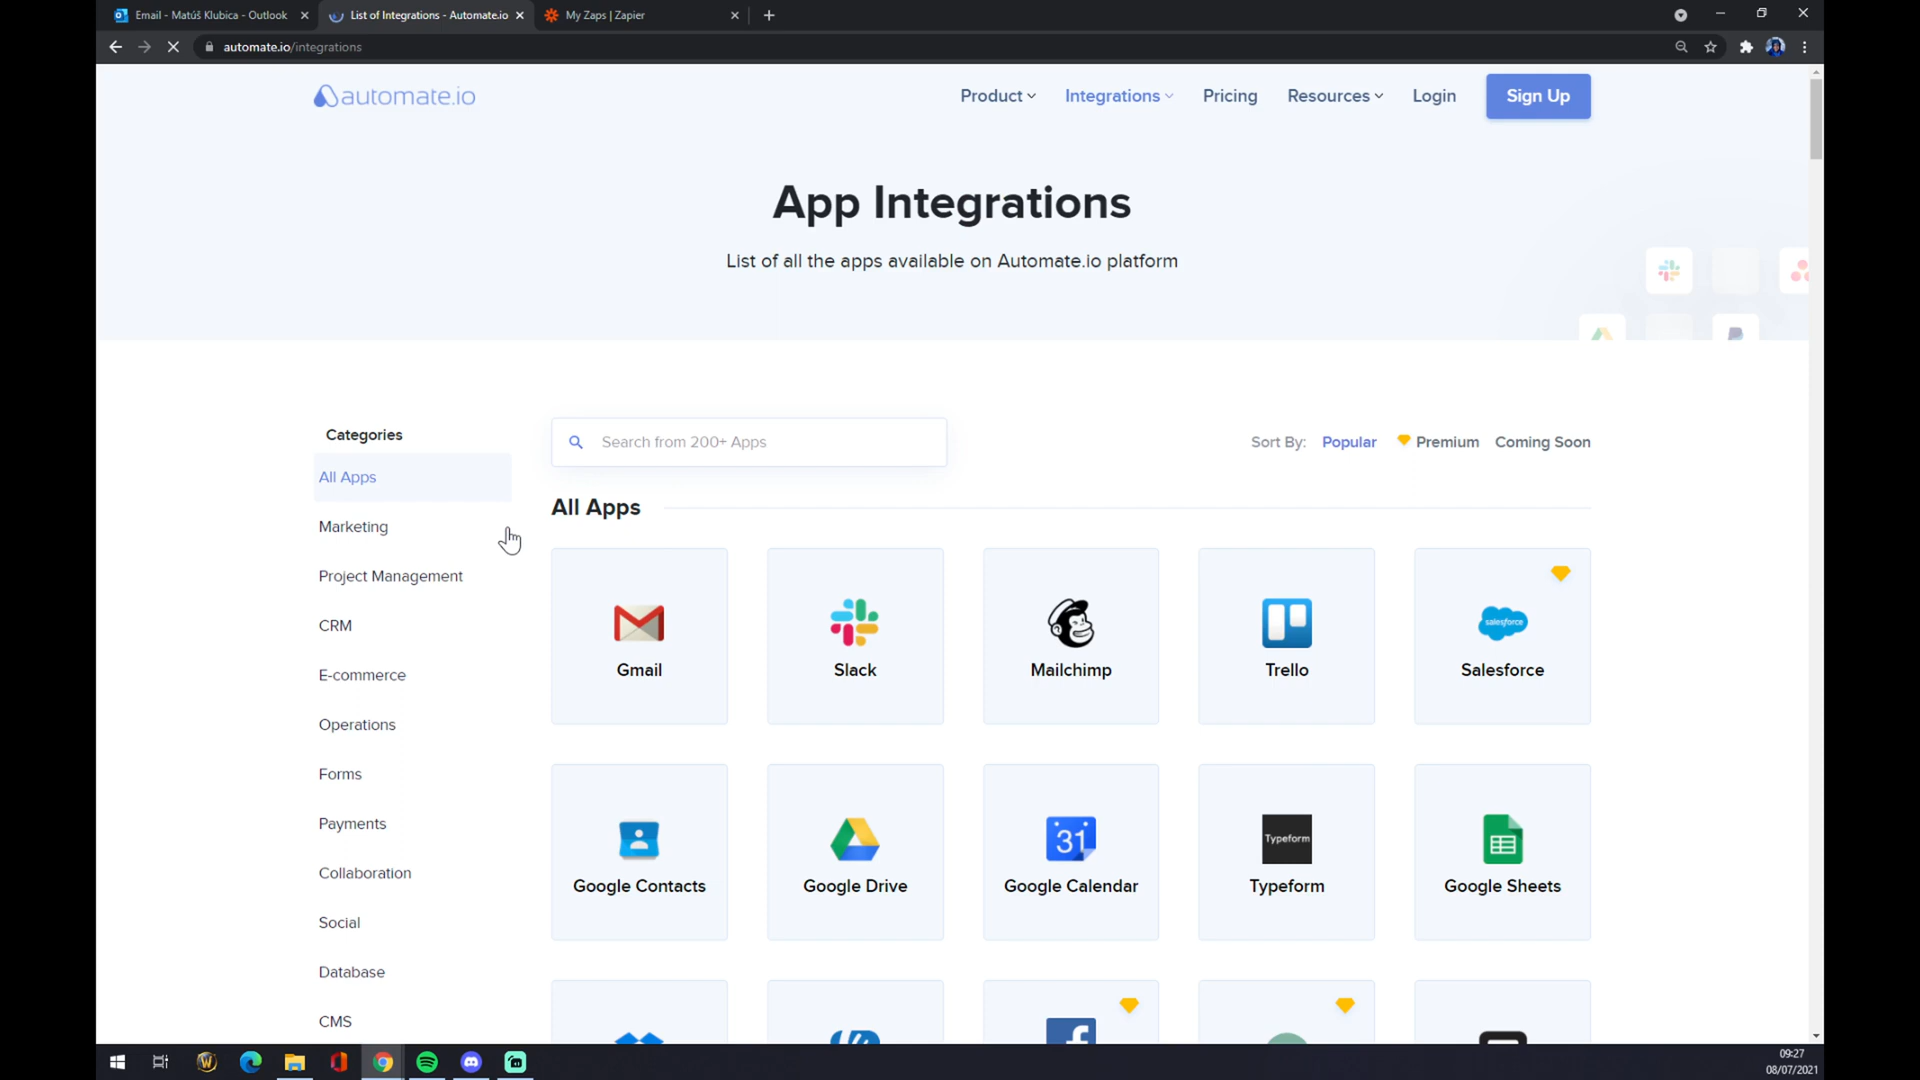 Email - Matúš Klubica - Outlook
List of Integrations - Automate.io
My Zaps | Zapier
automate.io/integrations
automate.io
Product
Integrations
Pricing
Resources
Login
Sign Up
App Integrations
List of all the apps available on Automate.io platform
Categories
All Apps
Marketing
Project Management
CRM
E-commerce
Operations
Forms
Payments
Collaboration
Social
Database
CMS
Search from 200+ Apps
Sort By: Popular Premium Coming Soon
All Apps
Gmail
Slack
Mailchimp
Trello
salesforce
Salesforce
Google Contacts
Google Drive
31
Google Calendar
Typeform
Typeform
Google Sheets
09:27
08/07/2021